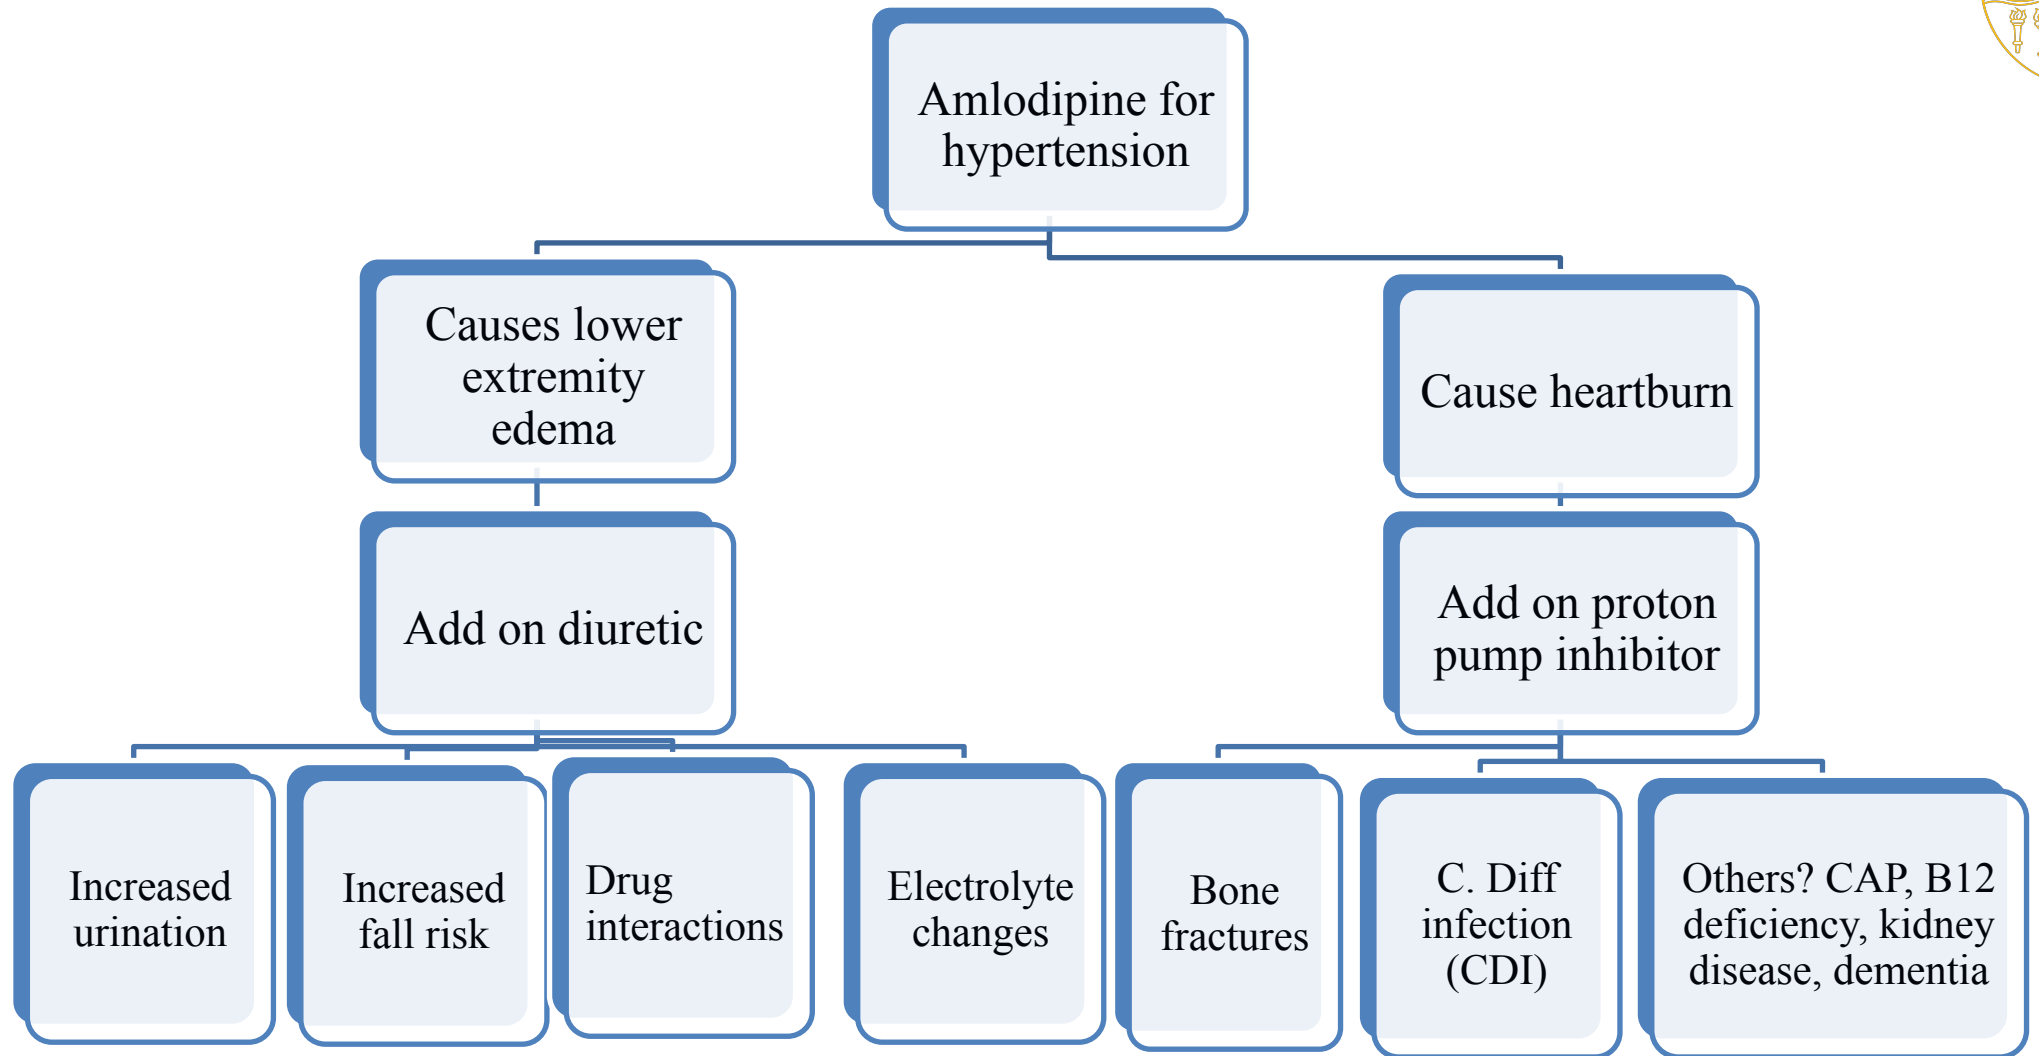 Amlodipine for
hypertension
Causes lower
extremity
edema
Cause heartburn
Add on diuretic
Add on proton
pump inhibitor
Increased
urination
Increased
fall risk
Drug
interactions
Electrolyte
changes
Bone
fractures
C. Diff
infection
(CDI)
Others? CAP, B12
deficiency, kidney
disease, dementia